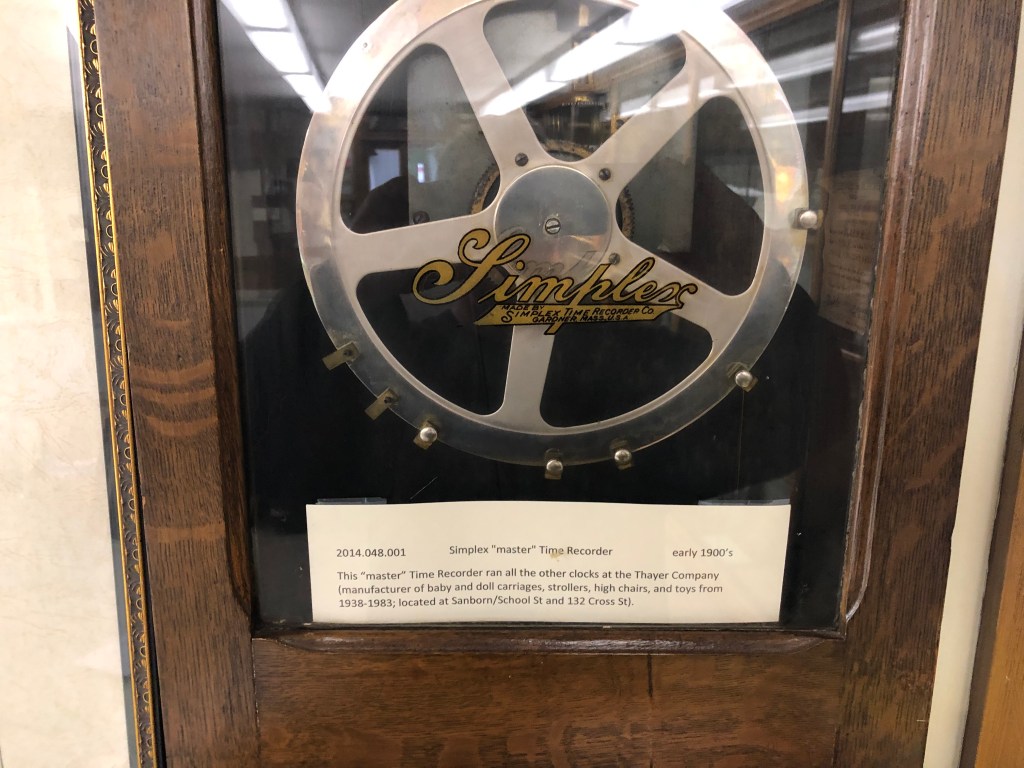 Simplex
MADE BY
SIMPLEX TIME RECORDER CO.
GARDNER, MASS. U.S.A.
2014.048.001 Simplex "master" Time Recorder early 1900's
This "master" Time Recorder ran all the other clocks at the Thayer Company
(manufacturer of baby and doll carriages, strollers, high chairs, and toys from
1938-1983; located at Sanborn/School St and 132 Cross St).